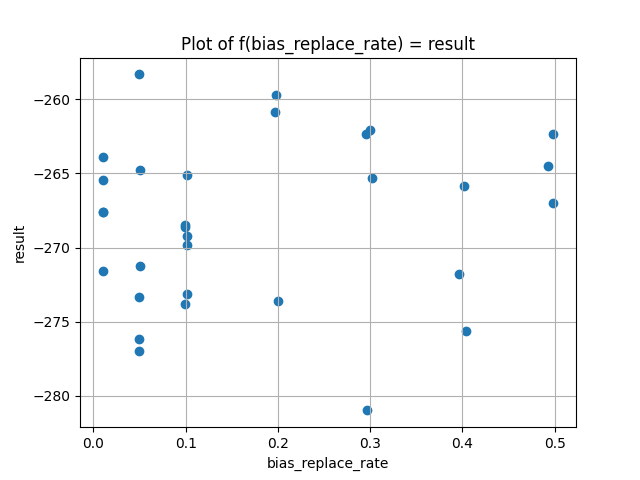 Plot of f(bias_replace_rate) = result
−260
−265
−270
−275
−280
result
0.0 0.1 0.2 0.3 0.4 0.5
bias_replace_rate